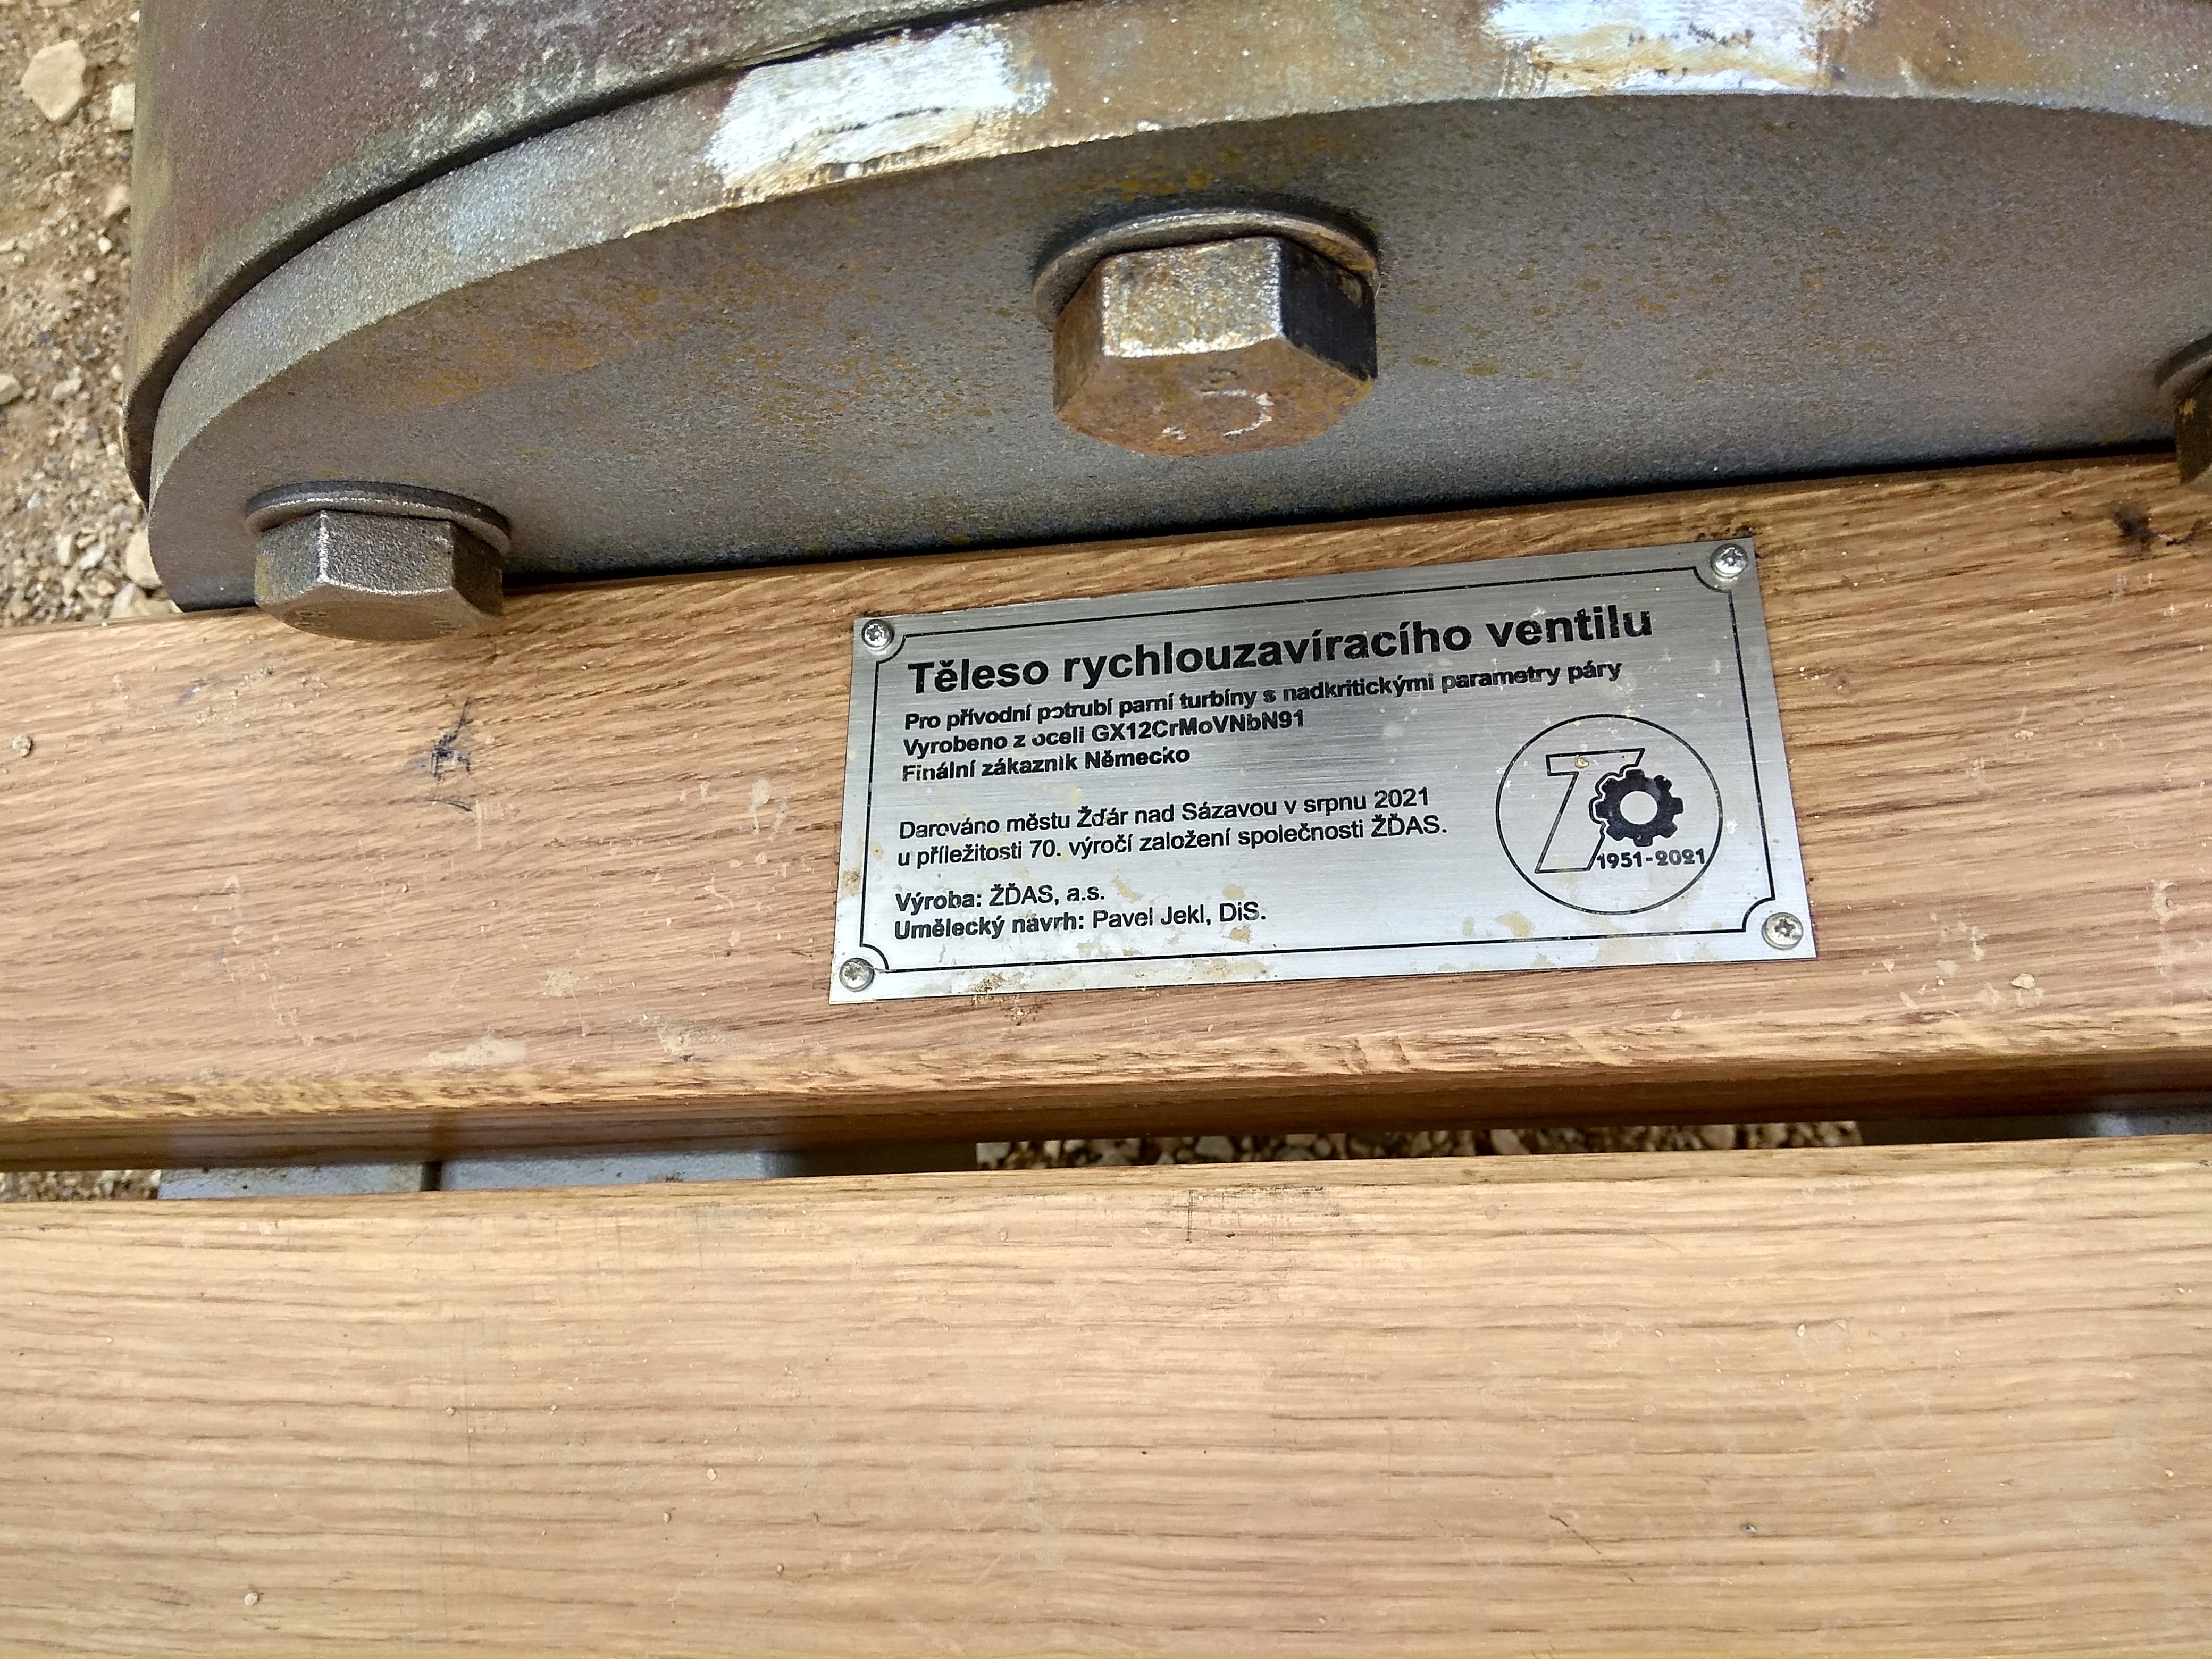 Těleso rychlouzavíracího ventilu
Pro přívodní potrubí parní turbíny s nadkritickými parametry páry
Vyrobeno z oceli GX12CrMoVNbN91
Finální zákazník Německo
Darováno městu Žďár nad Sázavou v srpnu 2021
u příležitosti 70. výročí založení společnosti ŽĎAS.
Výroba: ŽĎAS, a.s.
Umělecký návrh: Pavel Jekl, DiS.
70
1951-2021